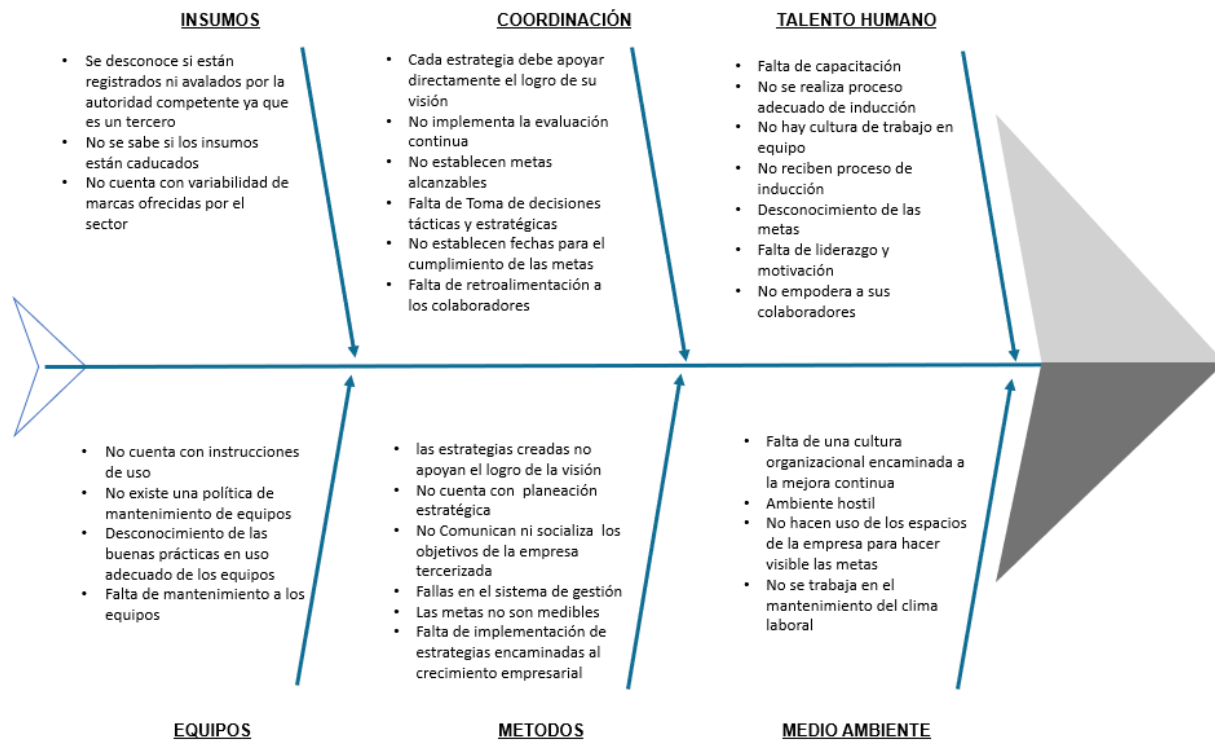 INSUMOS
• Se desconoce si están
registrados ni avalados por la
autoridad competente ya que
es un tercero
• No se sabe si los insumos
están caducados
• No cuenta con variabilidad de
marcas ofrecidas por el
sector
COORDINACIÓN
• Cada estrategia debe apoyar
directamente el logro de su
visión
• No implementa la evaluación
continua
• No establecen metas
alcanzables
• Falta de Toma de decisiones
tácticas y estratégicas
• No establecen fechas para el
cumplimiento de las metas
• Falta de retroalimentación a
los colaboradores
TALENTO HUMANO
• Falta de capacitación
• No se realiza proceso
adecuado de inducción
• No hay cultura de trabajo en
equipo
• No reciben proceso de
inducción
• Desconocimiento de las
metas
• Falta de liderazgo y
motivación
• No empodera a sus
colaboradores
• No cuenta con instrucciones
de uso
• No existe una política de
mantenimiento de equipos
• Desconocimiento de las
buenas prácticas en uso
adecuado de los equipos
• Falta de mantenimiento a los
equipos
EQUIPOS
• las estrategias creadas no
apoyan el logro de la visión
• No cuenta con planeación
estratégica
• No Comunican ni socializa los
objetivos de la empresa
tercerizada
• Fallas en el sistema de gestión
• Las metas no son medibles
• Falta de implementación de
estrategias encaminadas al
crecimiento empresarial
METODOS
• Falta de una cultura
organizacional encaminada a
la mejora continua
• Ambiente hostil
• No hacen uso de los espacios
de la empresa para hacer
visible las metas
• No se trabaja en el
mantenimiento del clima
laboral
MEDIO AMBIENTE